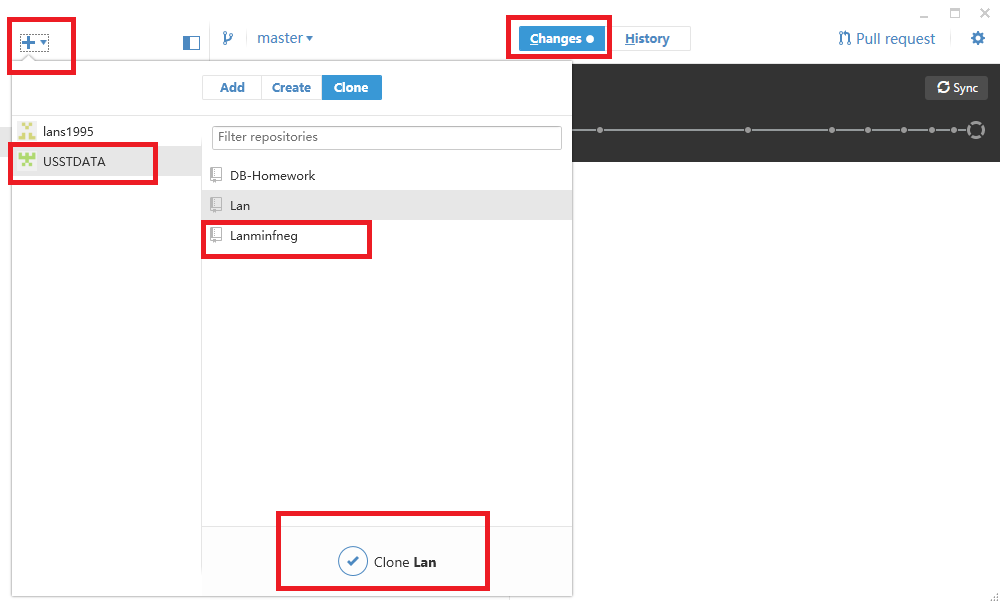 master
Changes
History
Pull request
Add
Create
Clone
Sync
lans1995
USSTDATA
Filter repositories
DB-Homework
Lan
Lanminfneg
Clone Lan